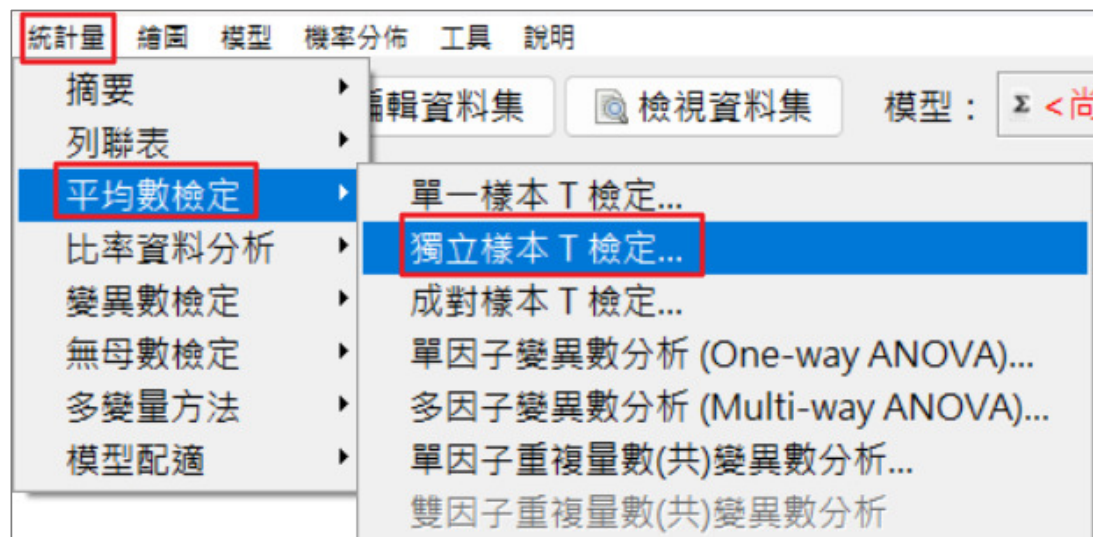 統計量 繪圖 模型 機率分佈 工具 說明
摘要
編輯資料集 檢視資料集 模型： Σ <尚
列聯表
平均數檢定
單一樣本 T 檢定...
比率資料分析
獨立樣本 T 檢定...
變異數檢定
成對樣本 T 檢定...
無母數檢定
單因子變異數分析 (One-way ANOVA)...
多變量方法
多因子變異數分析 (Multi-way ANOVA)...
模型配適
單因子重複量數(共)變異數分析...
雙因子重複量數(共)變異數分析